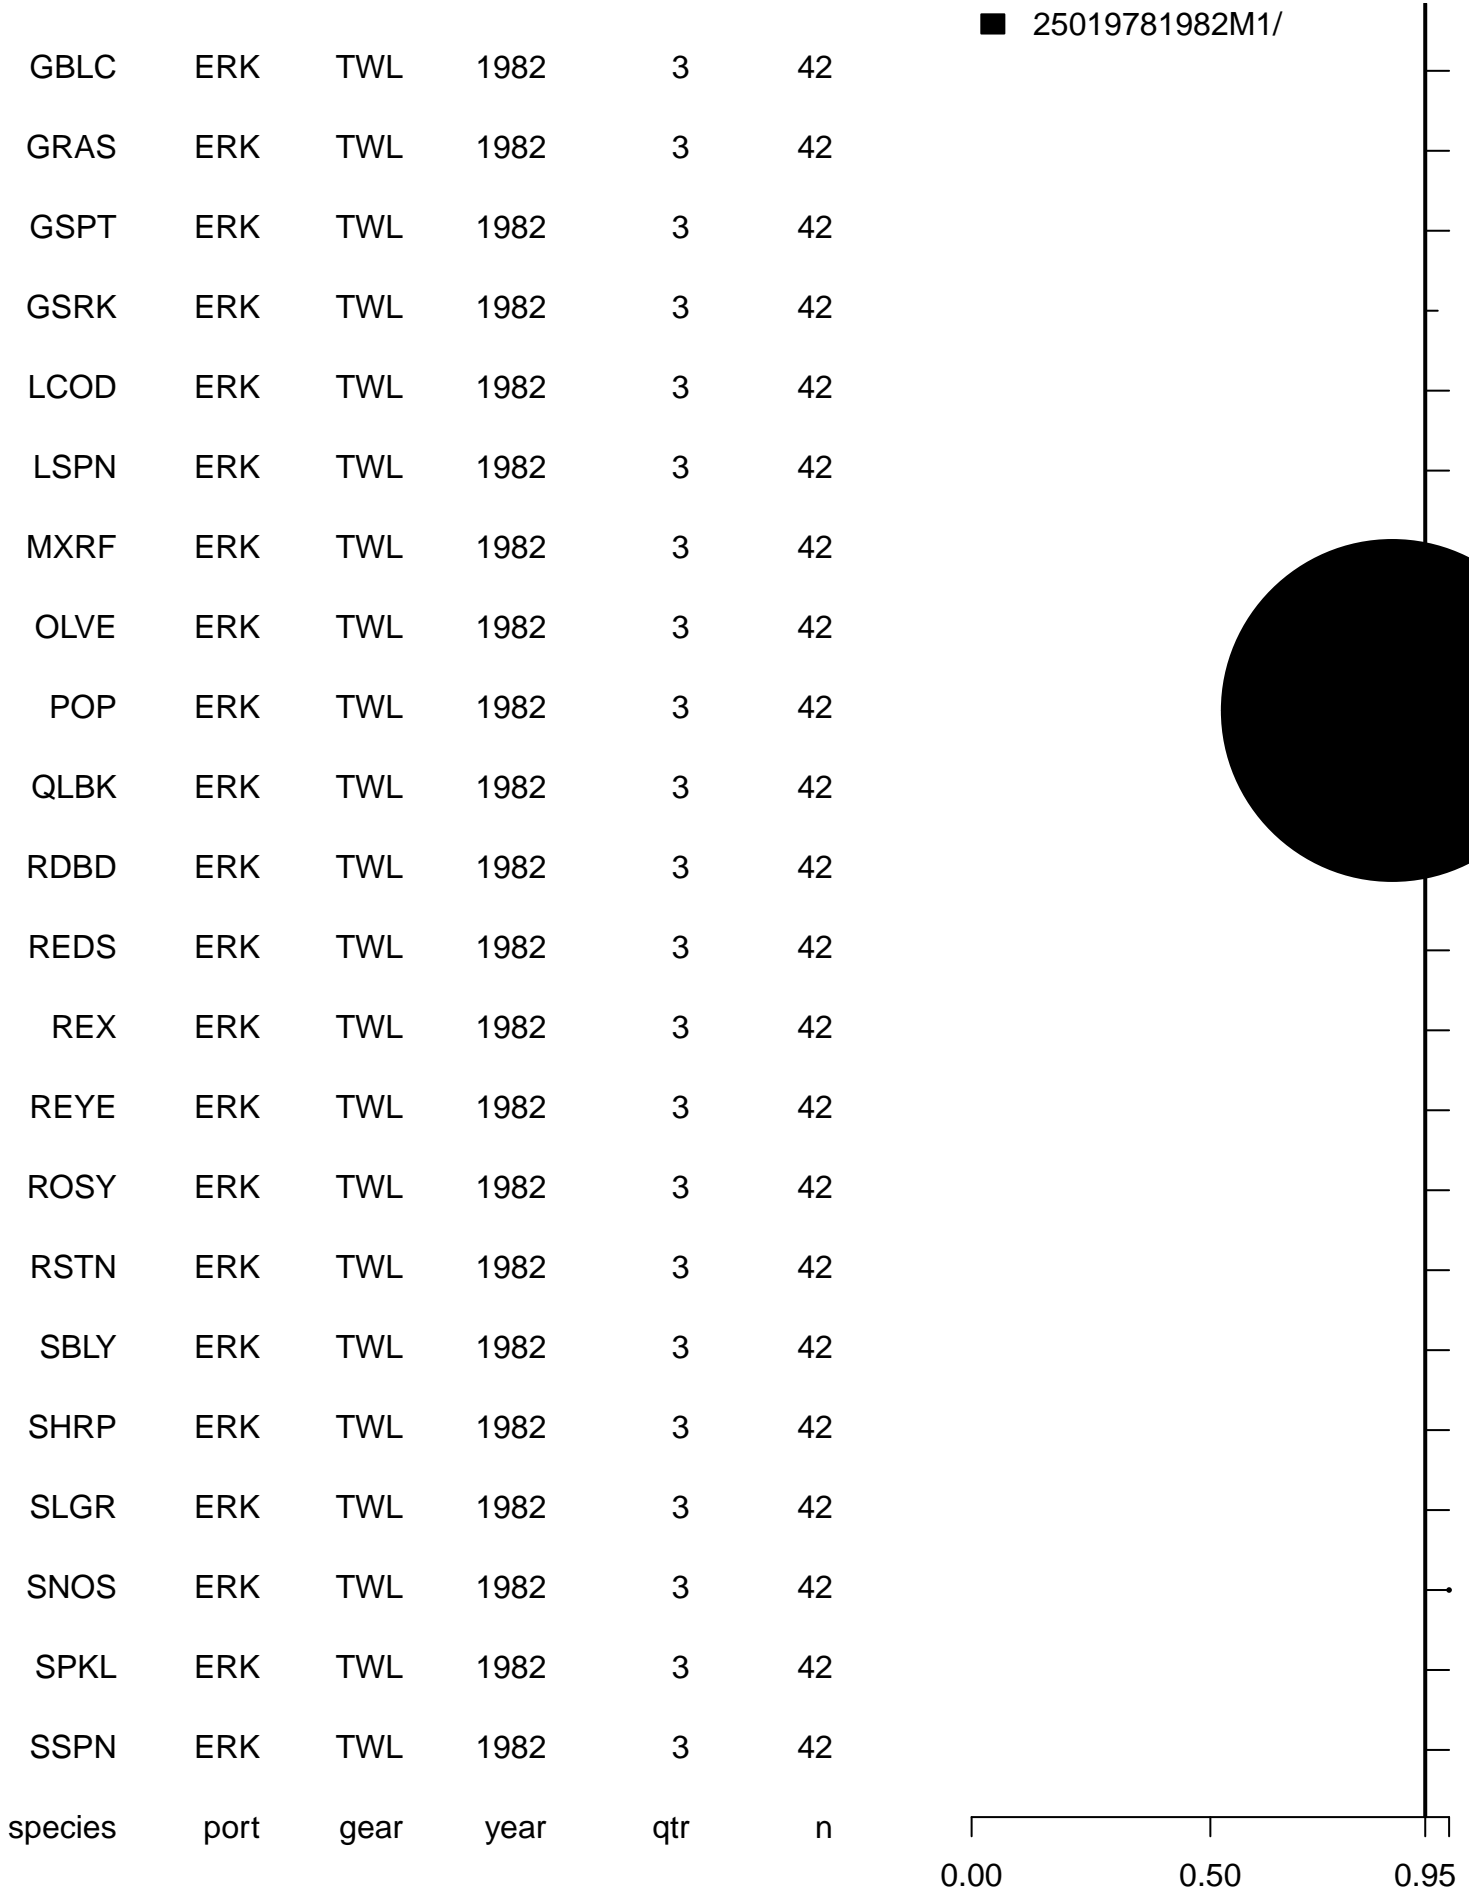 25019781982M1/
GBLC ERK TWL 1982 3 42
GRAS ERK TWL 1982 3 42
GSPT ERK TWL 1982 3 42
GSRK ERK TWL 1982 3 42
LCOD ERK TWL 1982 3 42
LSPN ERK TWL 1982 3 42
MXRF ERK TWL 1982 3 42
OLVE ERK TWL 1982 3 42
POP ERK TWL 1982 3 42
QLBK ERK TWL 1982 3 42
RDBD ERK TWL 1982 3 42
REDS ERK TWL 1982 3 42
REX ERK TWL 1982 3 42
REYE ERK TWL 1982 3 42
ROSY ERK TWL 1982 3 42
RSTN ERK TWL 1982 3 42
SBLY ERK TWL 1982 3 42
SHRP ERK TWL 1982 3 42
SLGR ERK TWL 1982 3 42
SNOS ERK TWL 1982 3 42
SPKL ERK TWL 1982 3 42
SSPN ERK TWL 1982 3 42
species port gear year qtr n
0.00 0.50 0.95